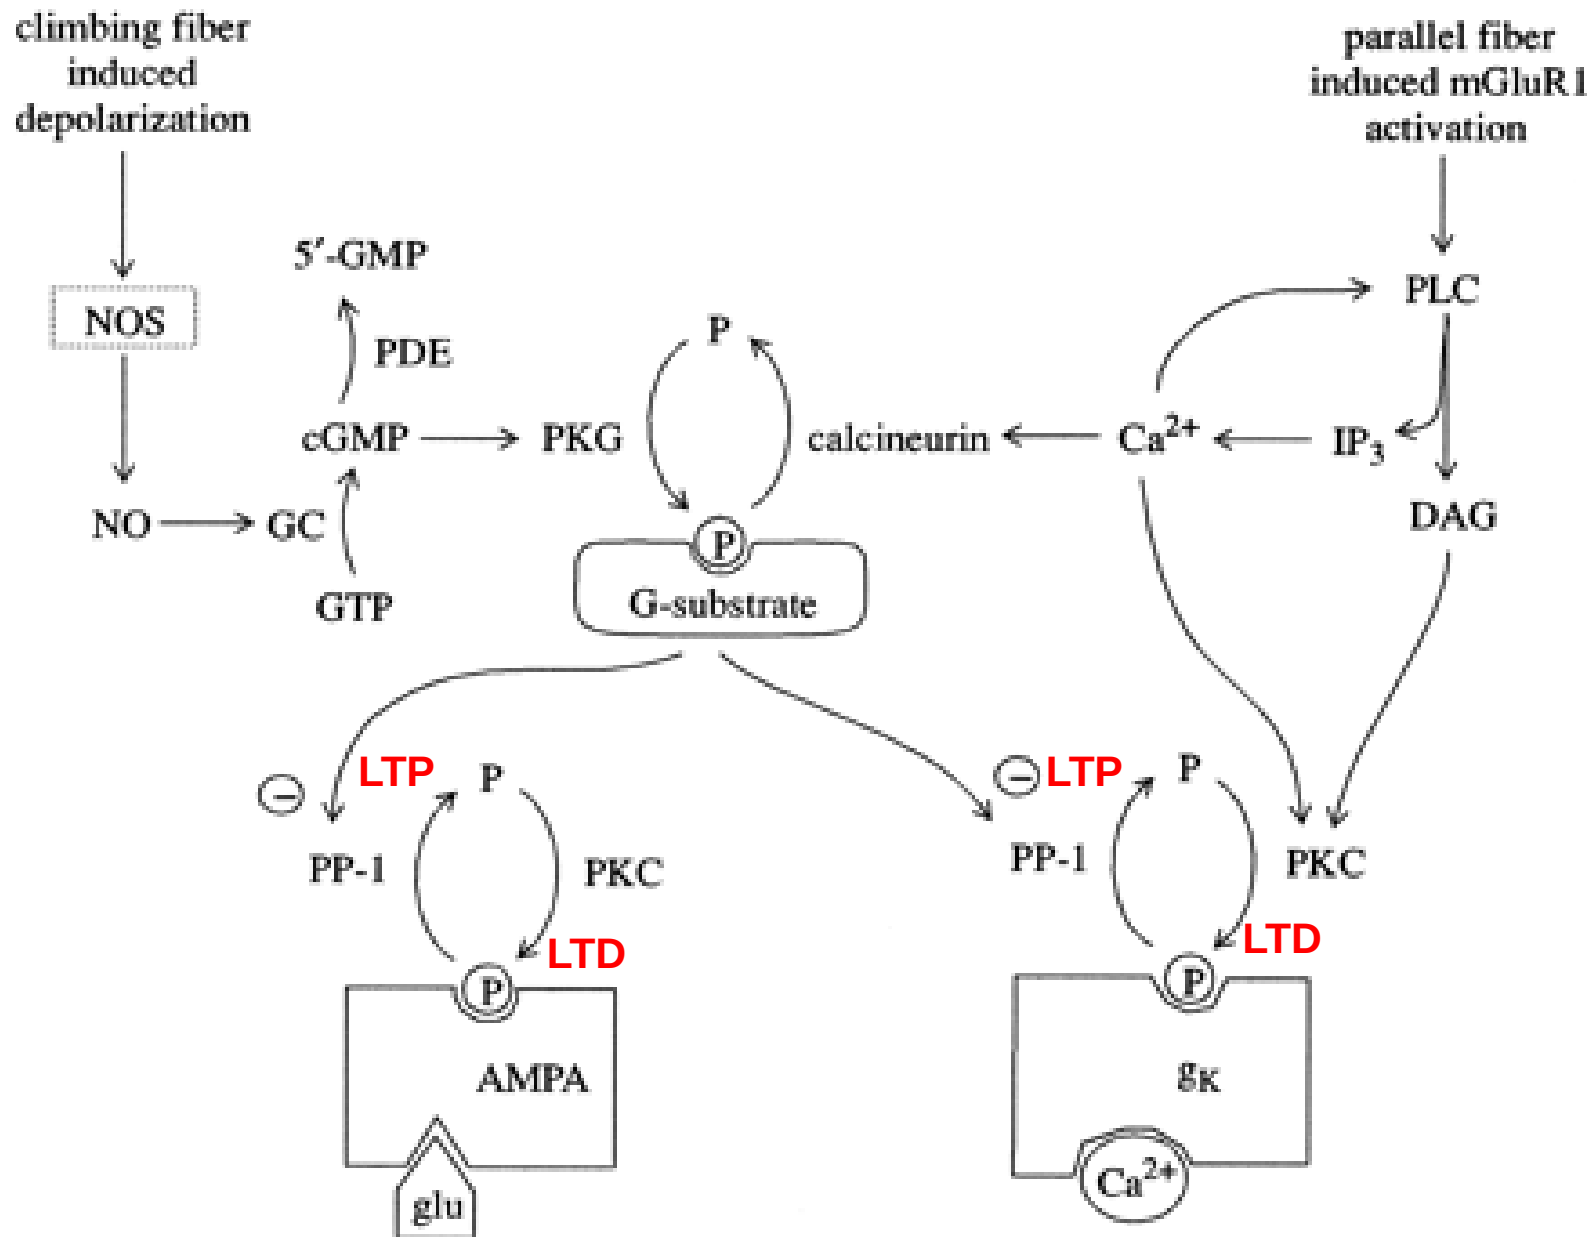 climbing fiber
induced
depolarization
parallel fiber
induced mGluR1
activation
5′-GMP
NOS
PDE
P
PLC
cGMP
PKG
calcineurin
Ca²⁺
IP₃
NO
GC
DAG
P
GTP
G-substrate
−
LTP
P
−
LTP
P
PP-1
PKC
PP-1
PKC
LTD
LTD
P
P
AMPA
gK
glu
Ca²⁺